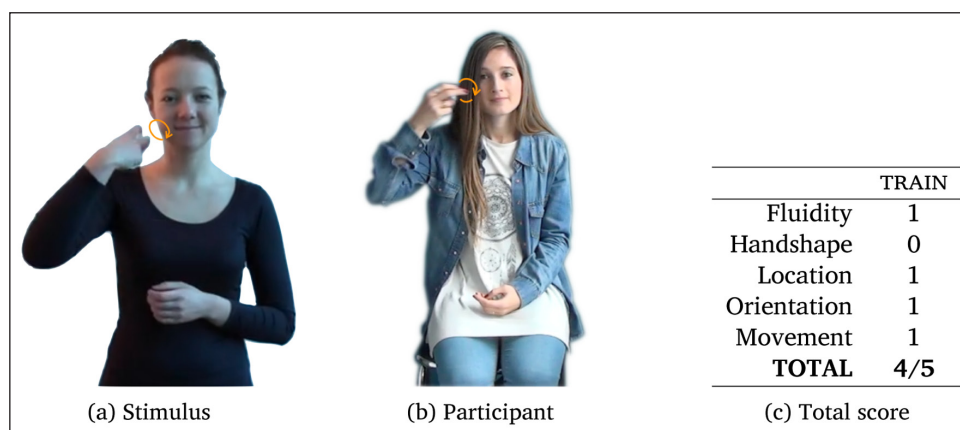 TRAIN
Fluidity 1
Handshape 0
Location 1
Orientation 1
Movement 1
TOTAL 4/5
(a) Stimulus (b) Participant (c) Total score